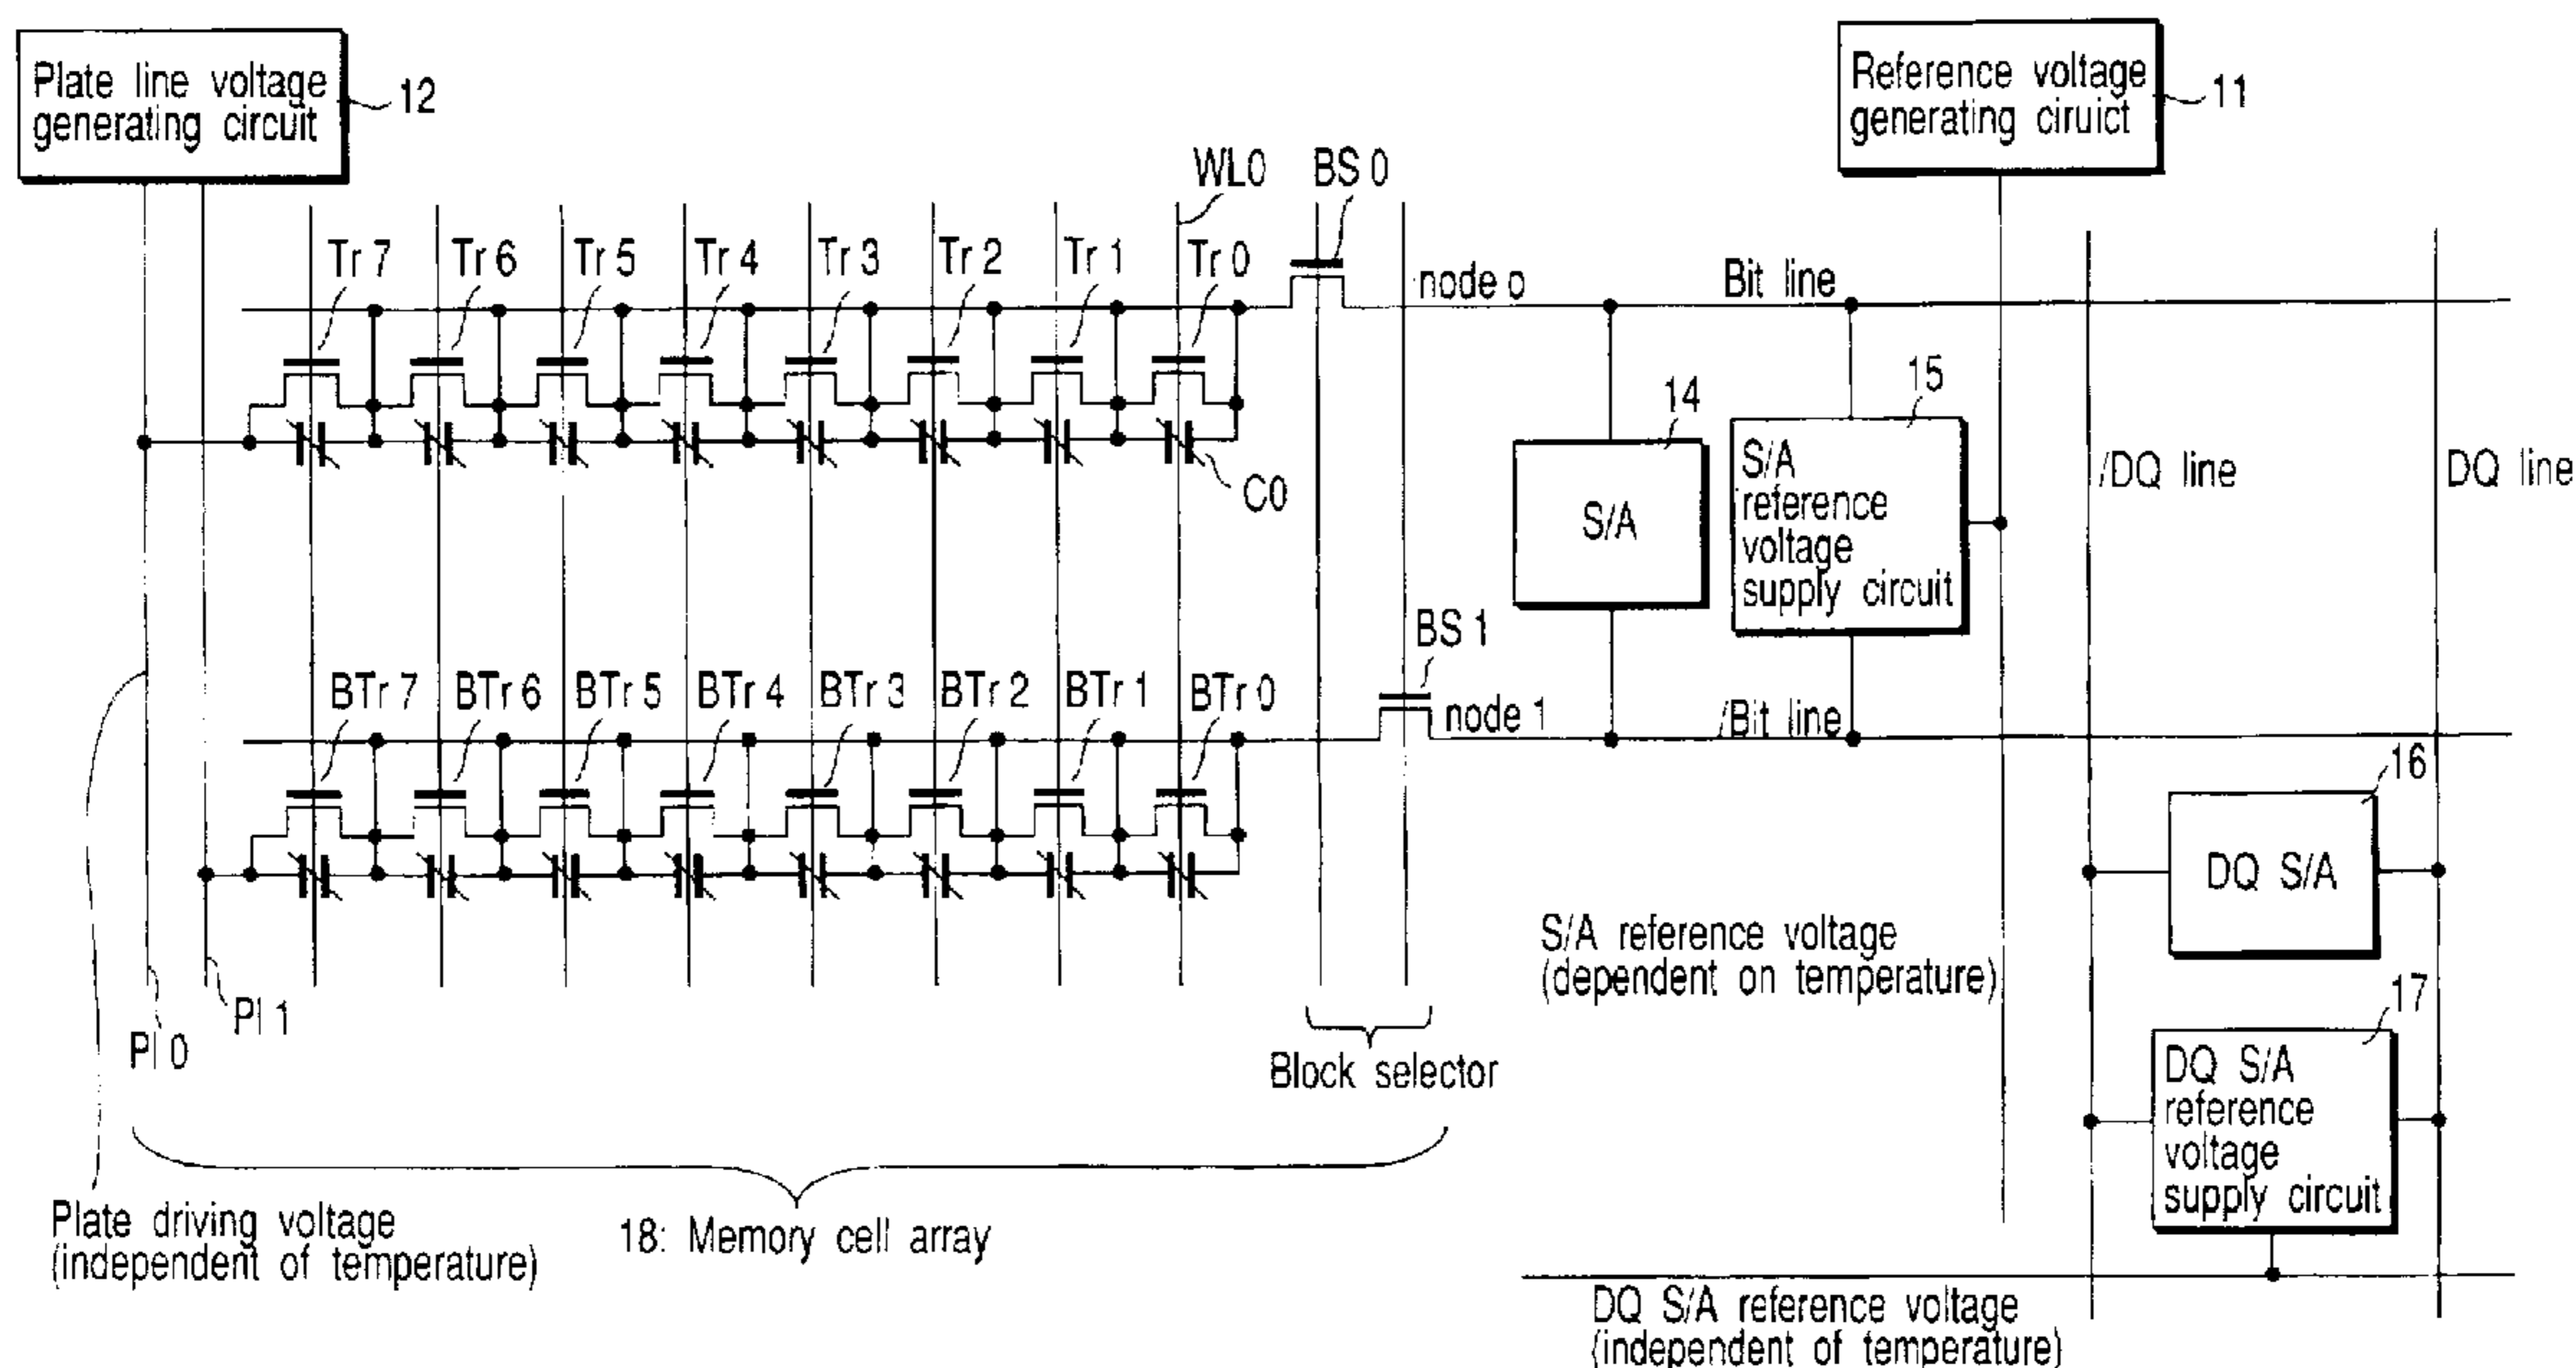 Plate line voltage
generating circuit
12
Reference voltage
generating ciruict
11
WL0
BS 0
Tr 7
Tr 6
Tr 5
Tr 4
Tr 3
Tr 2
Tr 1
Tr 0
node o
Bit line
14
15
C0
S/A
S/A
reference
voltage
supply circuit
/DQ line
DQ line
BS 1
BTr 7
BTr 6
BTr 5
BTr 4
BTr 3
BTr 2
BTr 1
BTr 0
node 1
/Bit line
16
DQ S/A
S/A reference voltage
(dependent on temperature)
17
Pl 1
Pl 0
Block selector
DQ S/A
reference
voltage
supply circuit
Plate driving voltage
(independent of temperature)
18: Memory cell array
DQ S/A reference voltage
(independent of temperature)